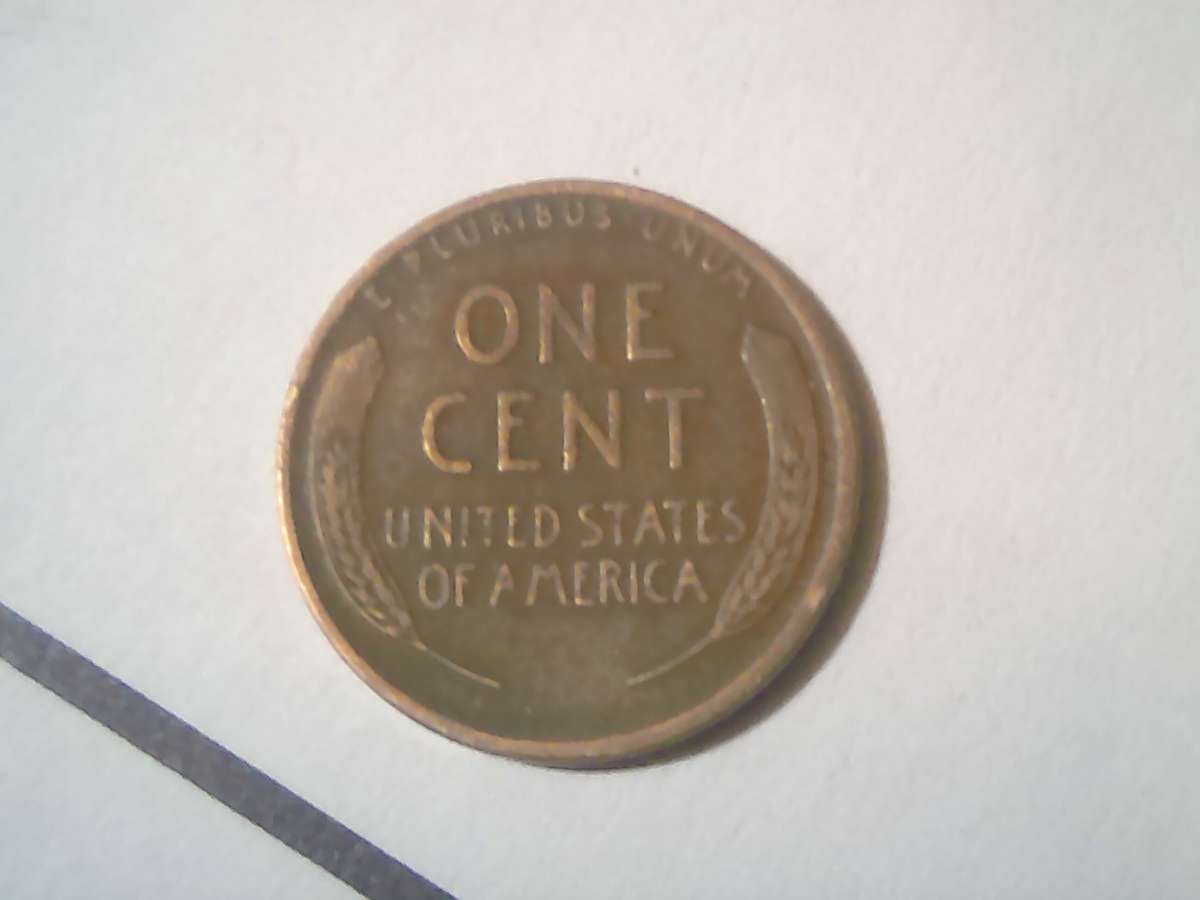 E PLURIBUS UNUM
ONE
CENT
UNITED STATES
OF AMERICA